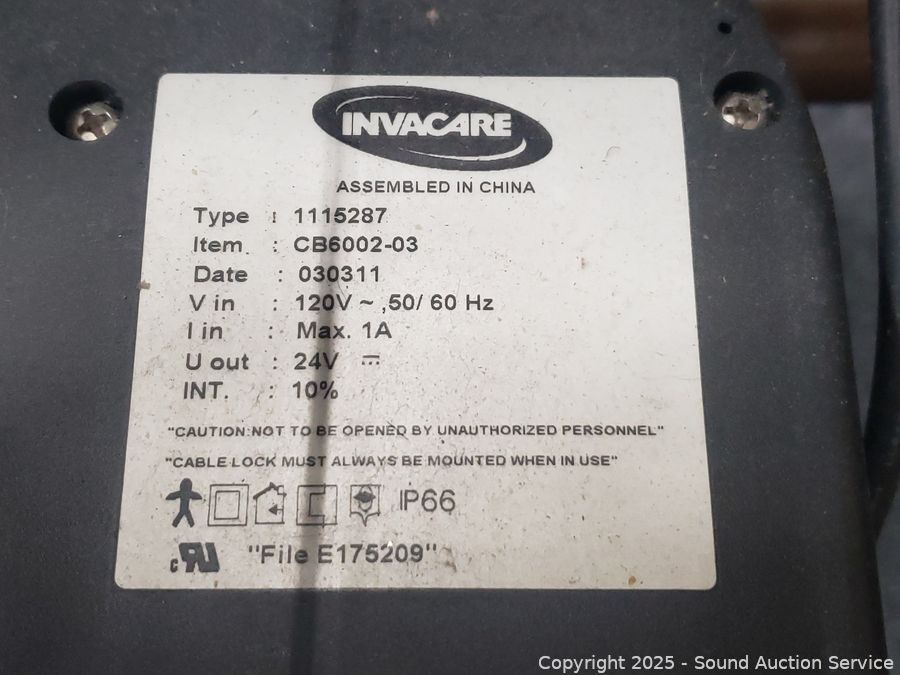 INVACARE
ASSEMBLED IN CHINA
Type : 1115287
Item : CB6002-03
Date : 030311
V in : 120V ~ ,50/ 60 Hz
I in : Max. 1A
U out : 24V ⎓
INT. : 10%
"CAUTION:NOT TO BE OPENED BY UNAUTHORIZED PERSONNEL"
"CABLE LOCK MUST ALWAYS BE MOUNTED WHEN IN USE"
IP66
c UR "File E175209"
Copyright 2025 - Sound Auction Service